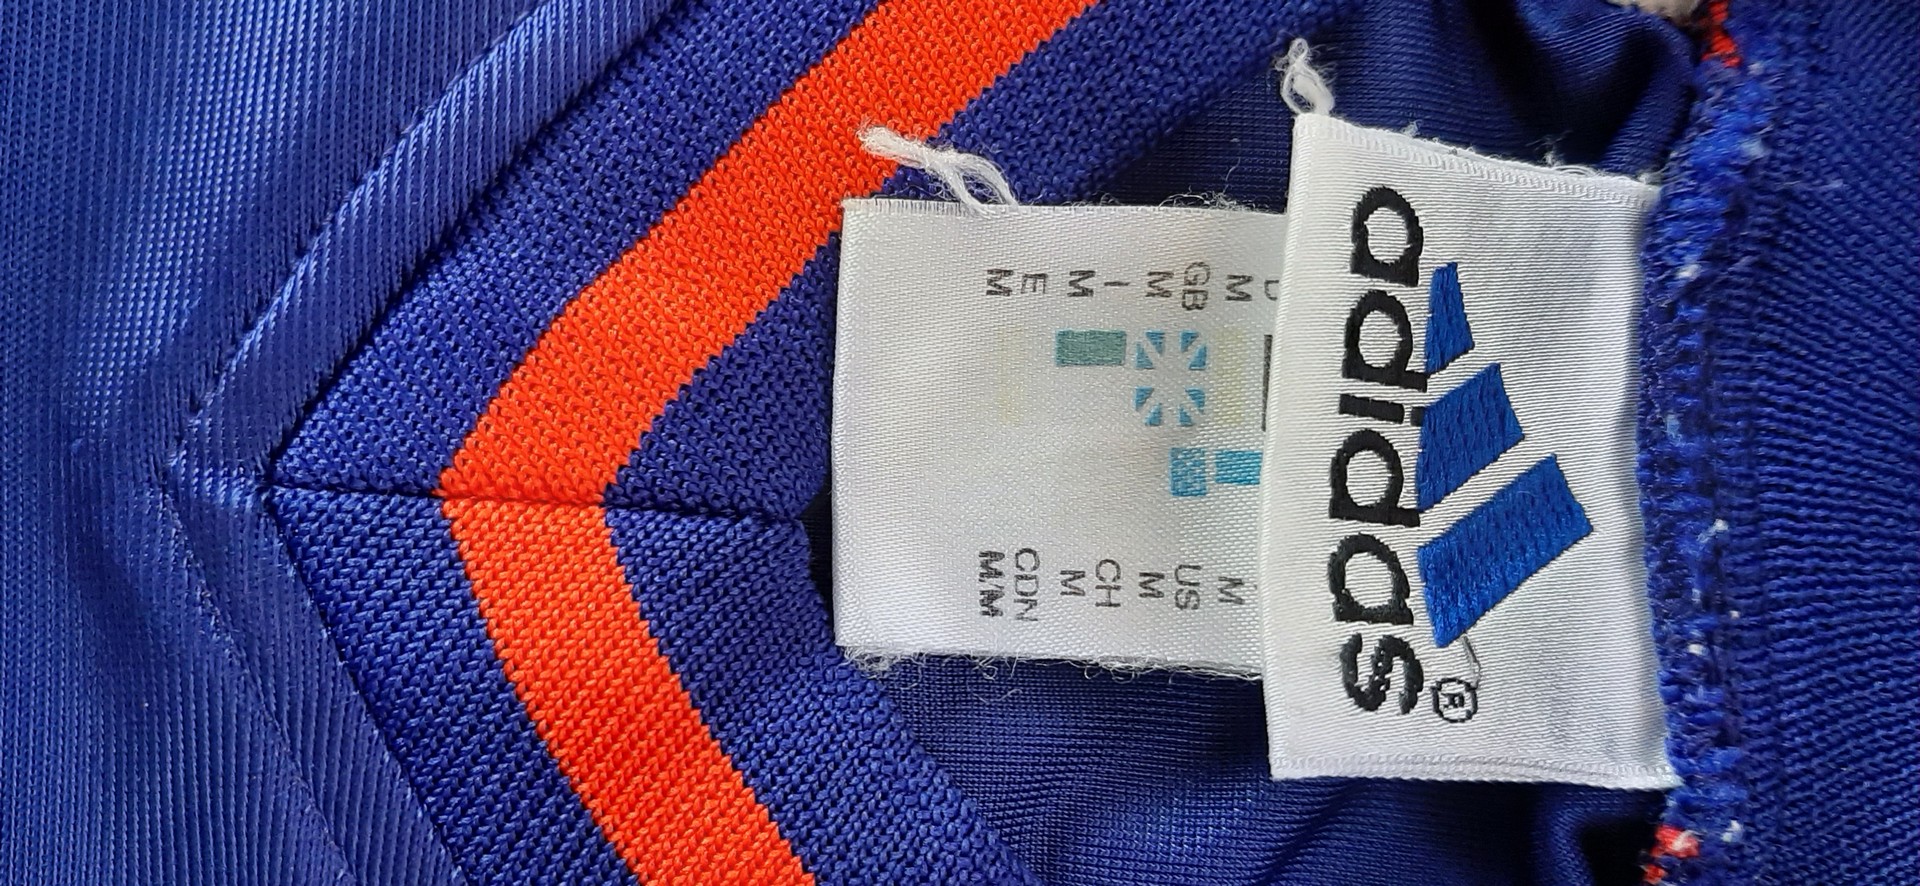 adidas
®
D
M M
GB US
M M
I CH
M M
E CDN
M M/M